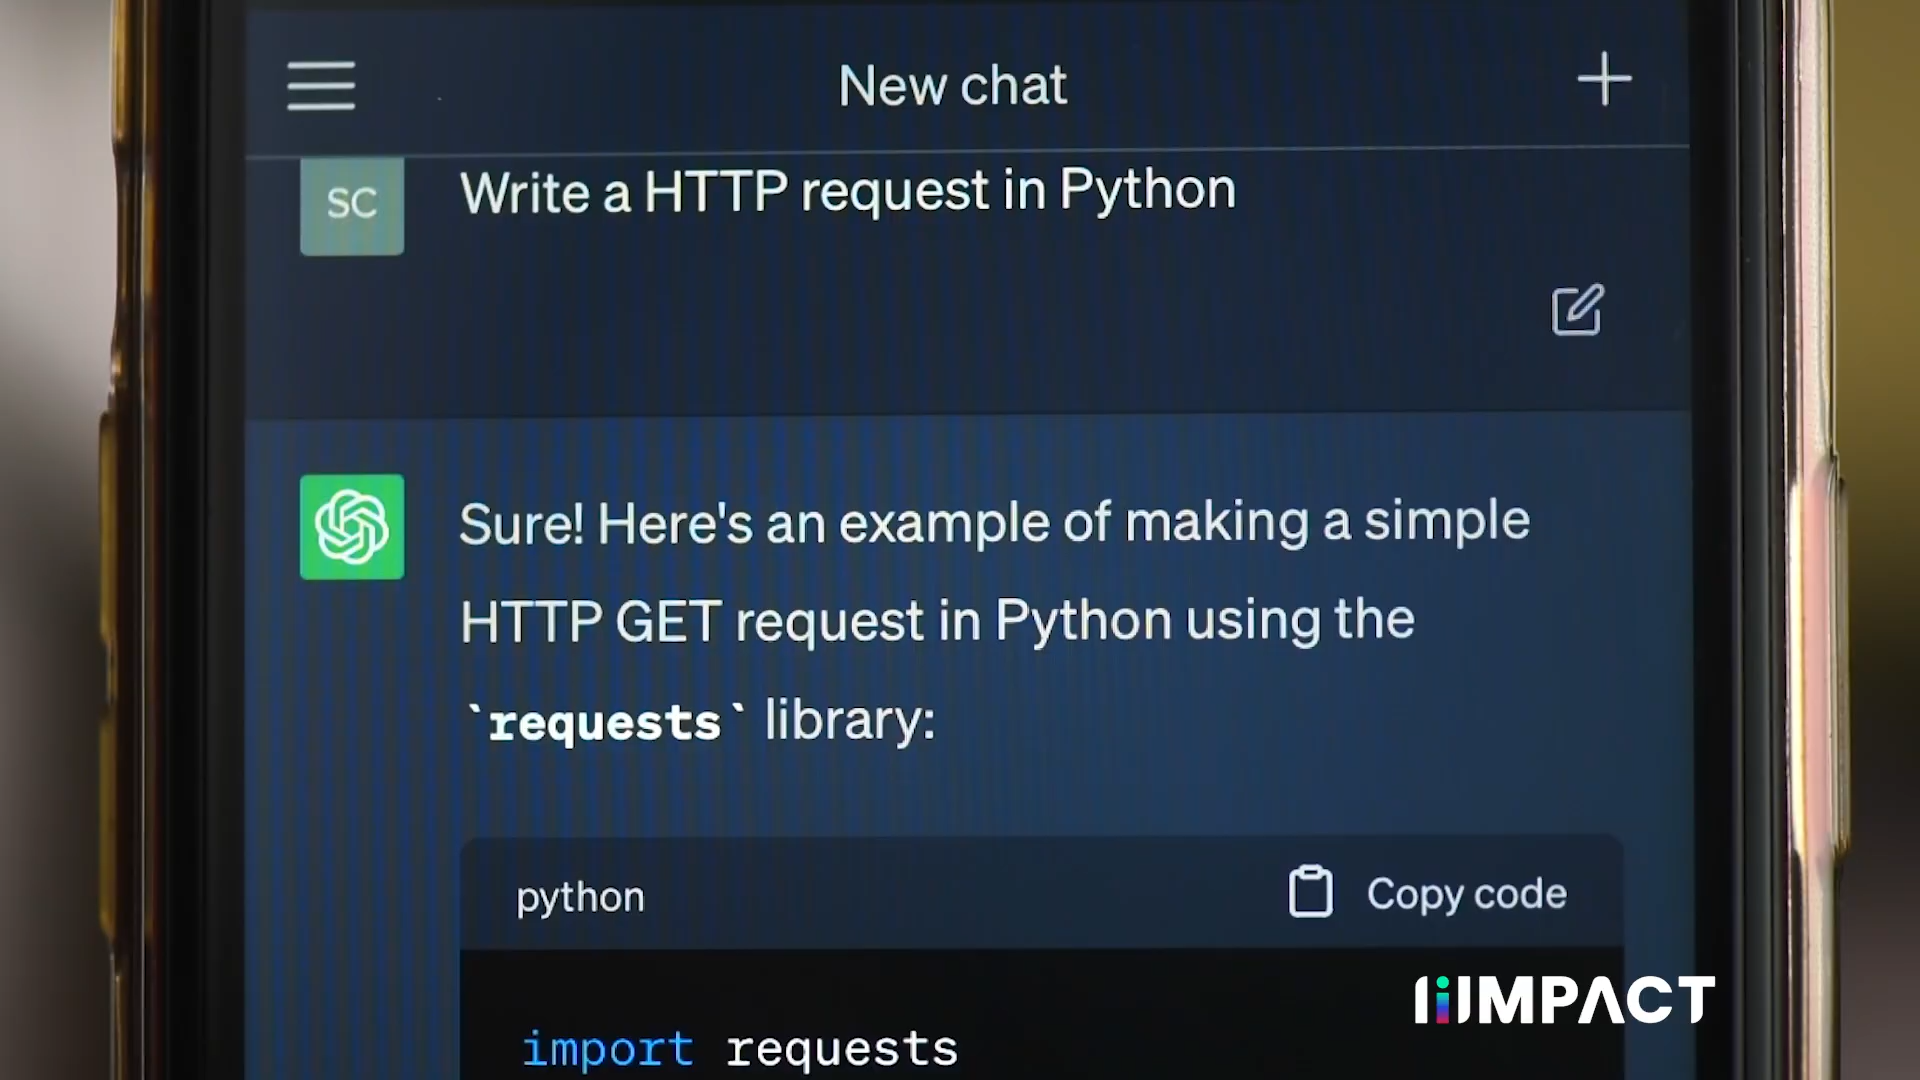 New chat
SC
Write a HTTP request in Python
Sure! Here's an example of making a simple
HTTP GET request in Python using the
`requests` library:
python
Copy code
import requests
IMPACT